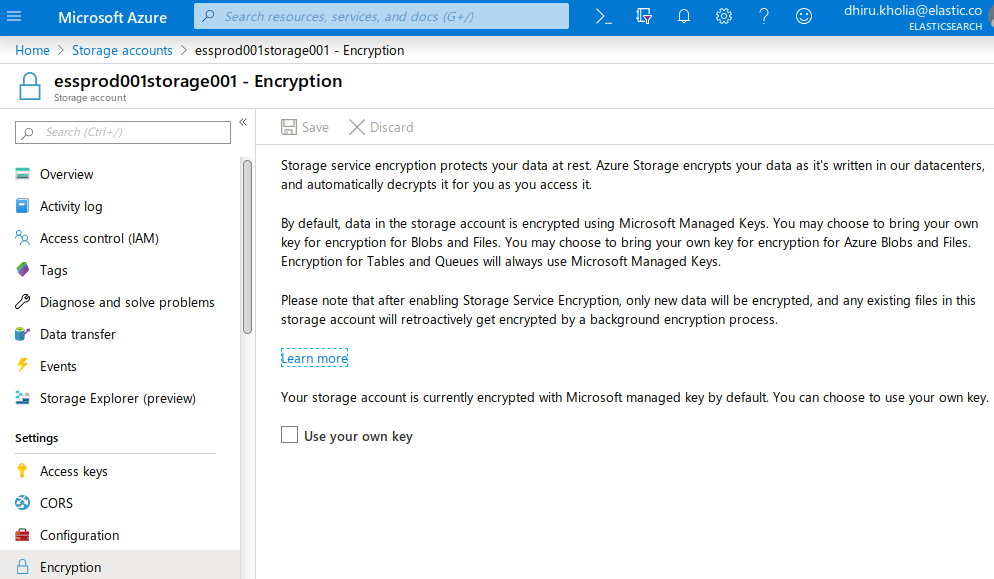 Microsoft Azure
Search resources, services, and docs (G+/)
dhiru.kholia@elastic.co
ELASTICSEARCH
Home > Storage accounts > essprod001storage001 - Encryption
essprod001storage001 - Encryption
Storage account
Search (Ctrl+/)
«
Overview
Activity log
Access control (IAM)
Tags
Diagnose and solve problems
Data transfer
Events
Storage Explorer (preview)
Settings
Access keys
CORS
Configuration
Encryption
Save
Discard
Storage service encryption protects your data at rest. Azure Storage encrypts your data as it's written in our datacenters,
and automatically decrypts it for you as you access it.
By default, data in the storage account is encrypted using Microsoft Managed Keys. You may choose to bring your own
key for encryption for Blobs and Files. You may choose to bring your own key for encryption for Azure Blobs and Files.
Encryption for Tables and Queues will always use Microsoft Managed Keys.
Please note that after enabling Storage Service Encryption, only new data will be encrypted, and any existing files in this
storage account will retroactively get encrypted by a background encryption process.
Learn more
Your storage account is currently encrypted with Microsoft managed key by default. You can choose to use your own key.
Use your own key